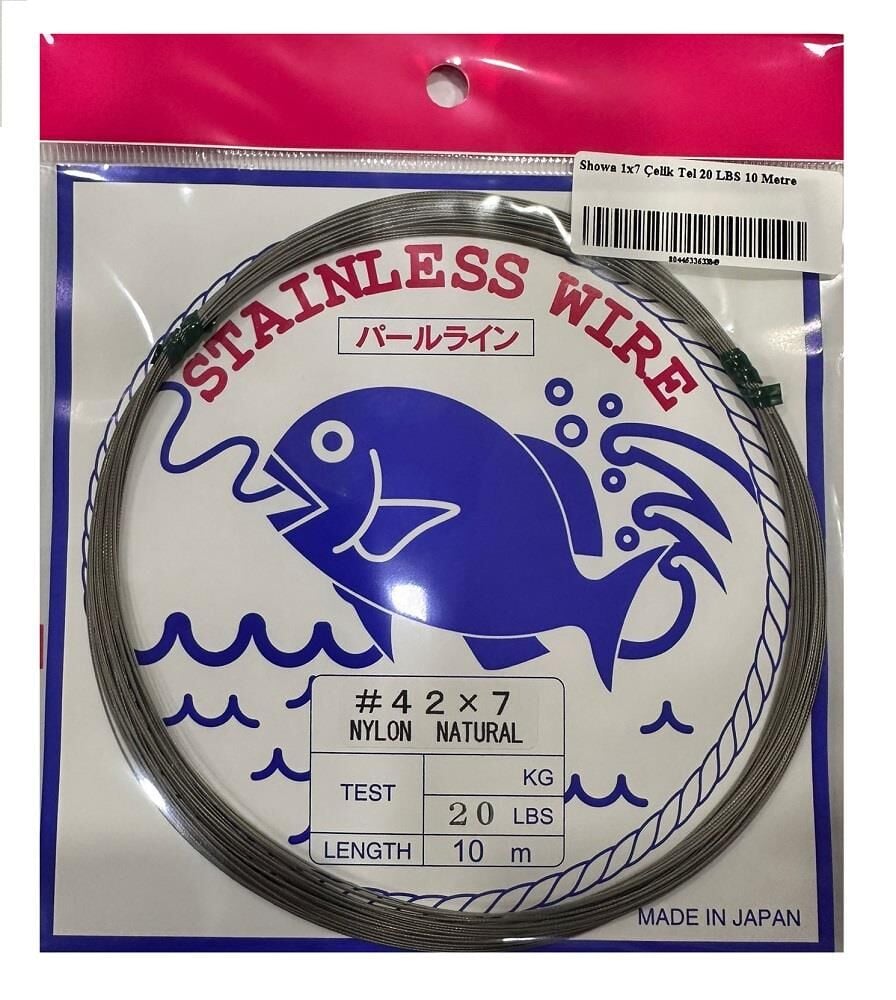 Showa 1x7 Çelik Tel 20 LBS 10 Metre
STAINLESS WIRE
パールライン
#42×7
NYLON NATURAL
TEST
KG
20 LBS
LENGTH
10 m
MADE IN JAPAN